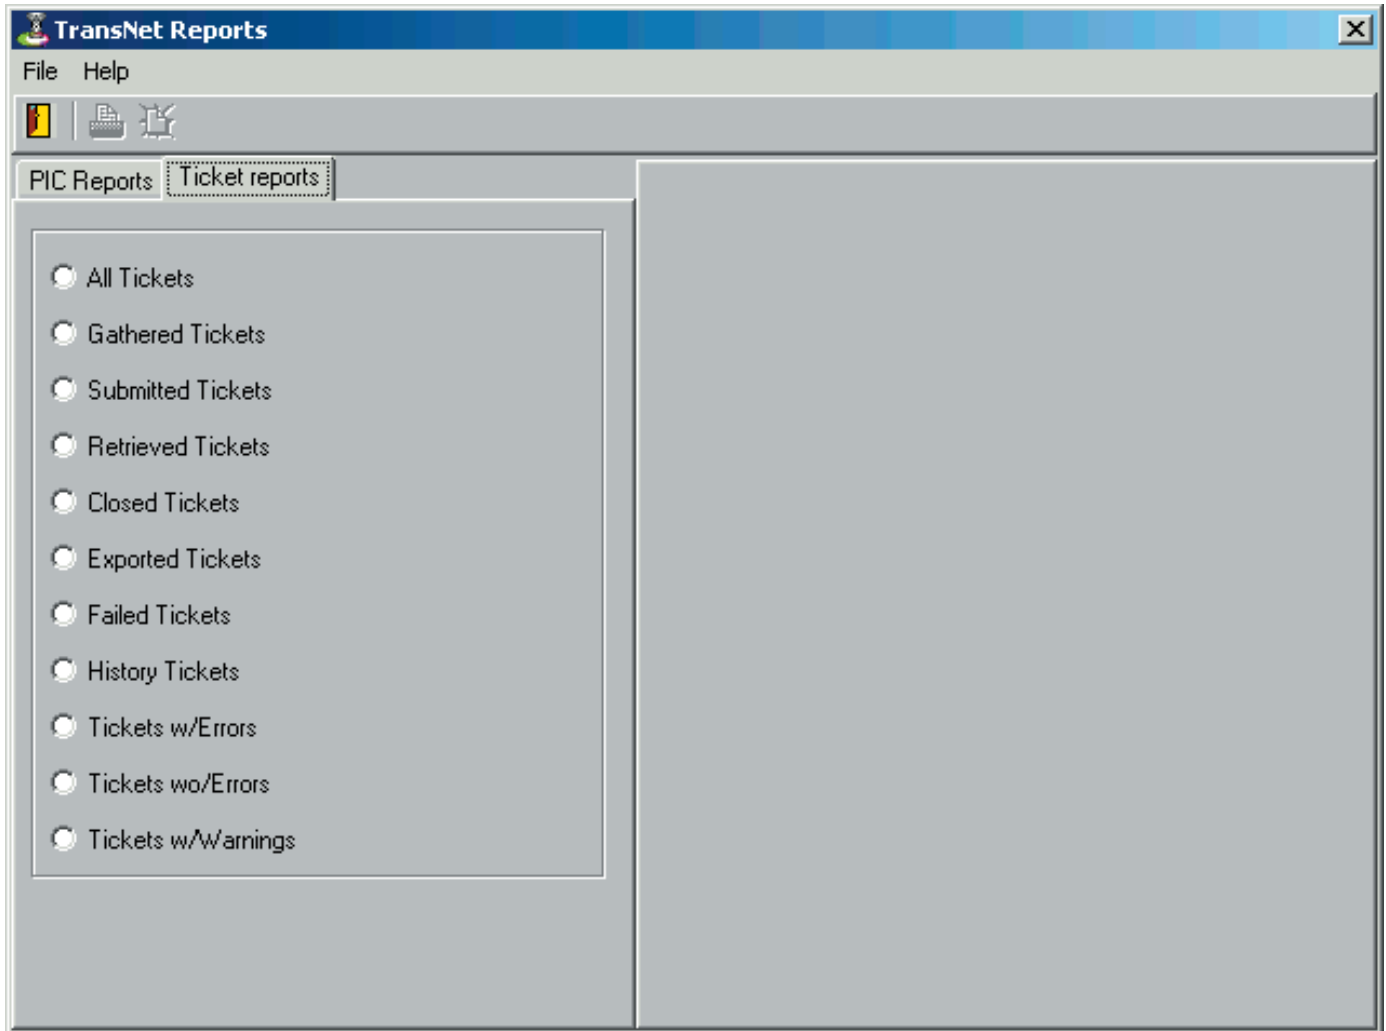 TransNet Reports
File Help
PIC Reports Ticket reports
All Tickets
Gathered Tickets
Submitted Tickets
Retrieved Tickets
Closed Tickets
Exported Tickets
Failed Tickets
History Tickets
Tickets w/Errors
Tickets wo/Errors
Tickets w/Warnings